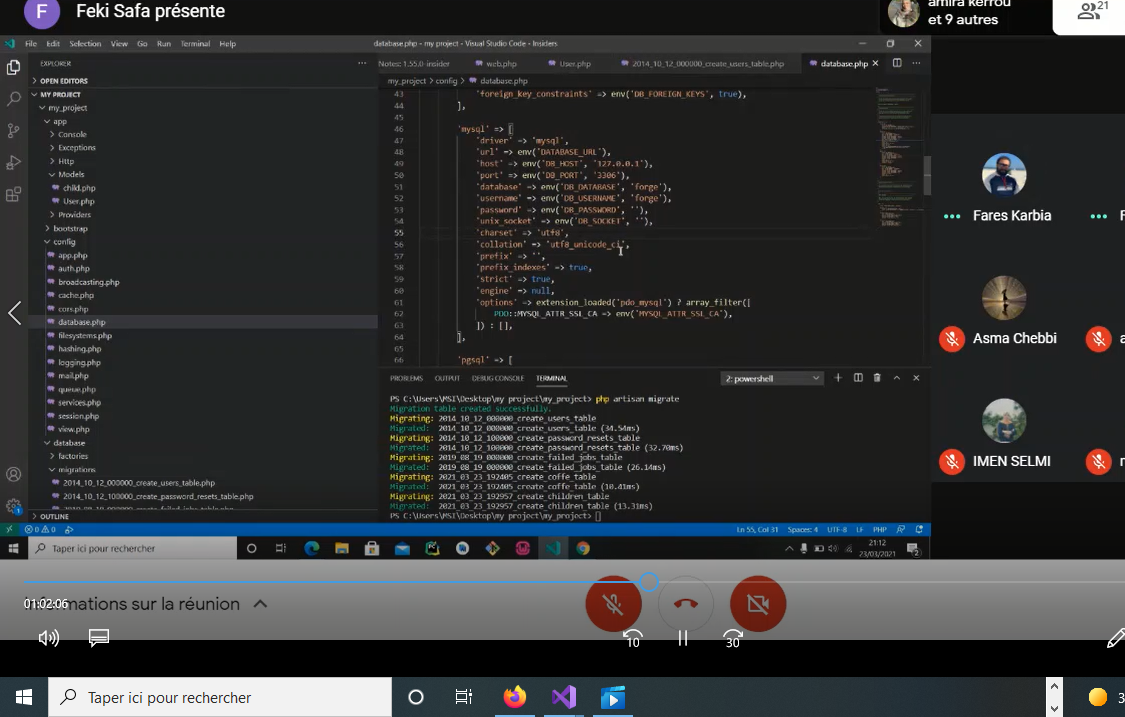 F
Feki Safa présente
amira kerrou
et 9 autres
21
File Edit Selection View Go Run Terminal Help
database.php - my project - Visual Studio Code - Insiders
EXPLORER
OPEN EDITORS
MY PROJECT
my_project
app
Console
Exceptions
Http
Models
child.php
User.php
Providers
bootstrap
config
app.php
auth.php
broadcasting.php
cache.php
cors.php
database.php
filesystems.php
hashing.php
logging.php
mail.php
queue.php
services.php
session.php
view.php
database
factories
migrations
2014_10_12_000000_create_users_table.php
2014_10_12_100000_create_password_resets_table.php
2019_08_19_000000_create_failed_jobs_table.php
OUTLINE
Notes: 1.55.0-insider web.php User.php 2014_10_12_000000_create_users_table.php database.php
my_project > config > database.php
43 'foreign_key_constraints' => env('DB_FOREIGN_KEYS', true),
44 ],
45
46 'mysql' => [
47 'driver' => 'mysql',
48 'url' => env('DATABASE_URL'),
49 'host' => env('DB_HOST', '127.0.0.1'),
50 'port' => env('DB_PORT', '3306'),
51 'database' => env('DB_DATABASE', 'forge'),
52 'username' => env('DB_USERNAME', 'forge'),
53 'password' => env('DB_PASSWORD', ''),
54 'unix_socket' => env('DB_SOCKET', ''),
55 'charset' => 'utf8',
56 'collation' => 'utf8_unicode_ci',
57 'prefix' => '',
58 'prefix_indexes' => true,
59 'strict' => true,
60 'engine' => null,
61 'options' => extension_loaded('pdo_mysql') ? array_filter([
62 PDO::MYSQL_ATTR_SSL_CA => env('MYSQL_ATTR_SSL_CA'),
63 ]) : [],
64 ],
65
66 'pgsql' => [
PROBLEMS OUTPUT DEBUG CONSOLE TERMINAL
2: powershell
PS C:\Users\MSI\Desktop\my project\my_project> php artisan migrate
Migration table created successfully.
Migrating: 2014_10_12_000000_create_users_table
Migrated: 2014_10_12_000000_create_users_table (34.54ms)
Migrating: 2014_10_12_100000_create_password_resets_table
Migrated: 2014_10_12_100000_create_password_resets_table (32.70ms)
Migrating: 2019_08_19_000000_create_failed_jobs_table
Migrated: 2019_08_19_000000_create_failed_jobs_table (26.14ms)
Migrating: 2021_03_23_192405_create_coffe_table
Migrated: 2021_03_23_192405_create_coffe_table (10.41ms)
Migrating: 2021_03_23_192957_create_children_table
Migrated: 2021_03_23_192957_create_children_table (13.31ms)
PS C:\Users\MSI\Desktop\my project\my_project>
0 0
Ln 55, Col 31 Spaces: 4 UTF-8 LF PHP
Taper ici pour rechercher
21:12
23/03/2021
2
Fares Karbia
F
Asma Chebbi
a
IMEN SELMI
01:02:06
Informations sur la réunion
10
30
Taper ici pour rechercher
3